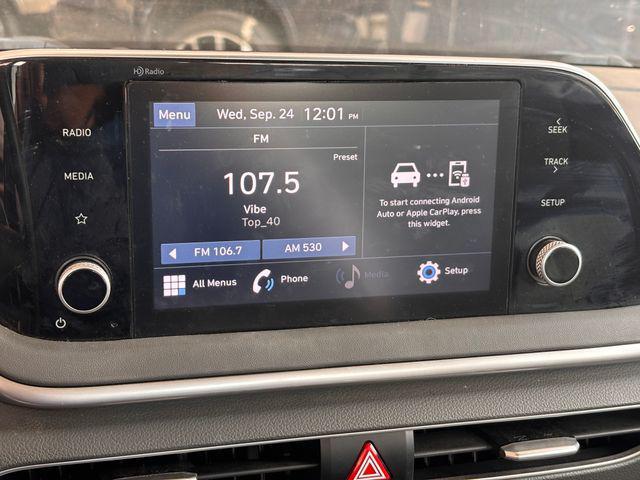 HD Radio
RADIO
MEDIA
Menu
Wed, Sep. 24 12:01 PM
FM
Preset
107.5
Vibe
Top_40
FM 106.7
AM 530
To start connecting Android
Auto or Apple CarPlay, press
this widget.
All Menus
Phone
Media
Setup
SEEK
TRACK
SETUP